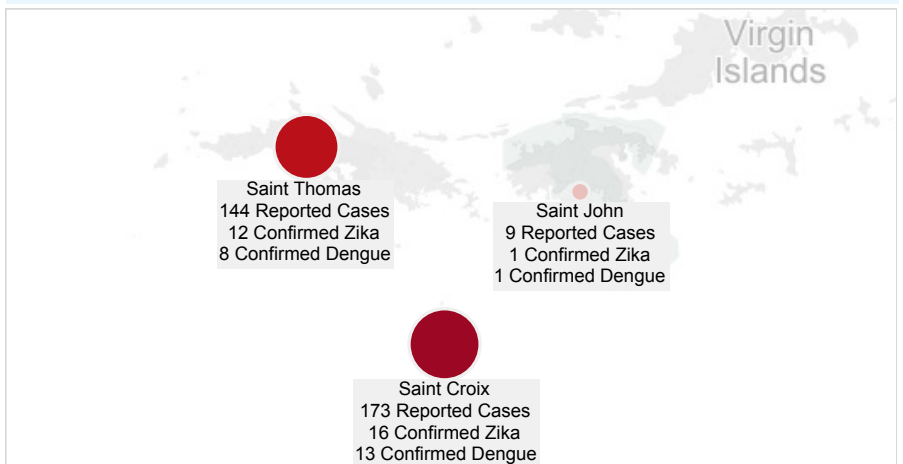 Virgin
Islands
Saint Thomas
144 Reported Cases
12 Confirmed Zika
8 Confirmed Dengue
Saint John
9 Reported Cases
1 Confirmed Zika
1 Confirmed Dengue
Saint Croix
173 Reported Cases
16 Confirmed Zika
13 Confirmed Dengue